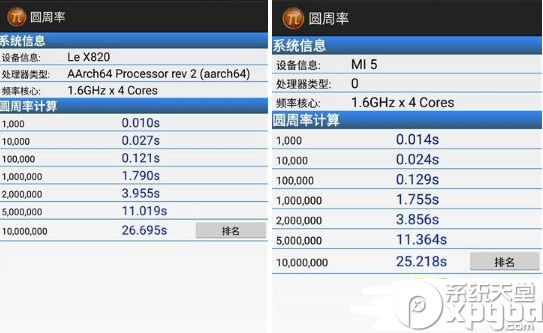 圆周率
系统信息
设备信息: Le X820
处理器类型: AArch64 Processor rev 2 (aarch64)
频率核心: 1.6GHz x 4 Cores
圆周率计算
1,000 0.010s
10,000 0.027s
100,000 0.121s
1,000,000 1.790s
2,000,000 3.955s
5,000,000 11.019s
10,000,000 26.695s 排名
圆周率
系统信息
设备信息: MI 5
处理器类型: 0
频率核心: 1.6GHz x 4 Cores
圆周率计算
1,000 0.014s
10,000 0.024s
100,000 0.129s
1,000,000 1.755s
2,000,000 3.856s
5,000,000 11.364s
10,000,000 25.218s 排名
系统天堂